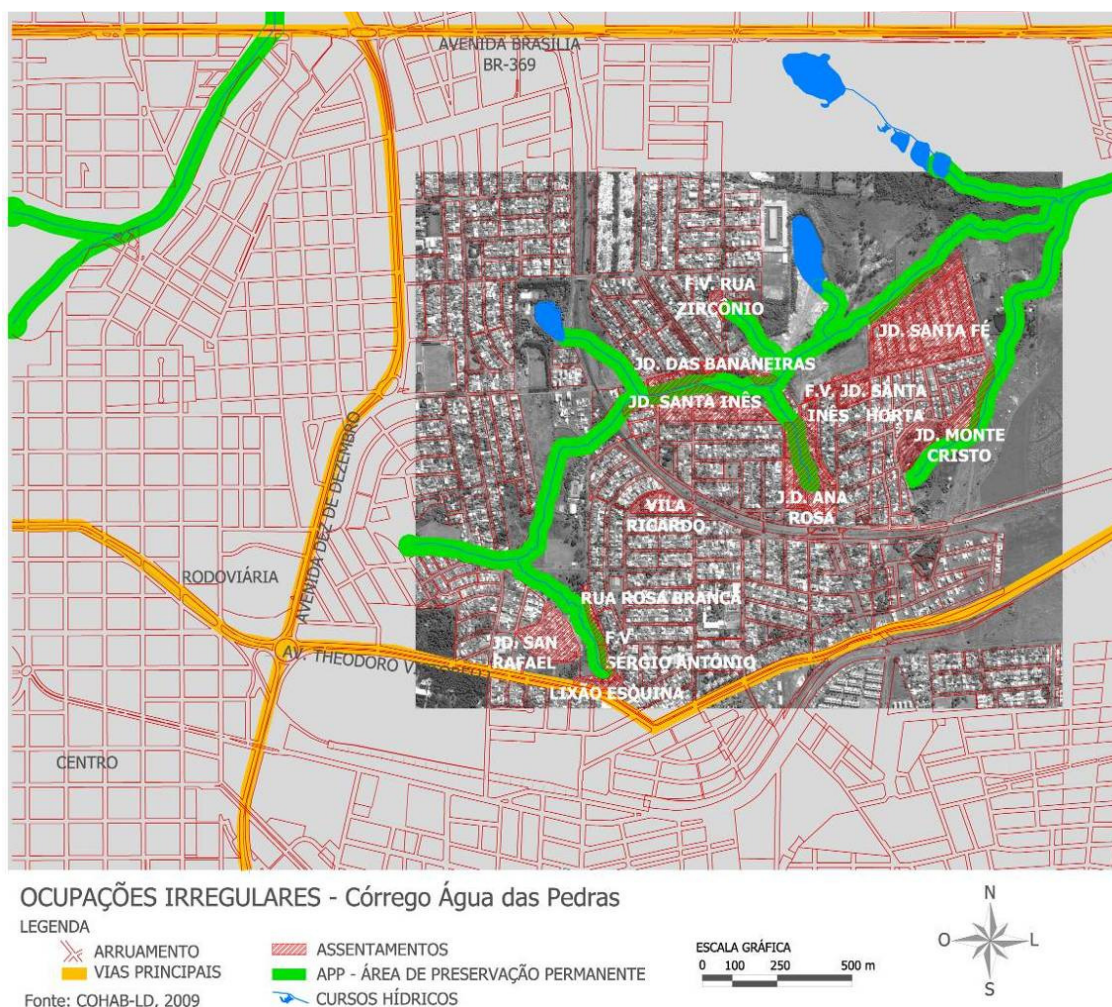 AVENIDA BRASÍLIA
BR-369
F.V. RUA
ZIRCÔNIO
JD. SANTA FÉ
JD. DAS BANANEIRAS
JD. SANTA INÊS
F.V. JD. SANTA
INÊS - HORTA
JD. MONTE
CRISTO
AVENIDA DEZ DE DEZEMBRO
J.D. ANA
ROSA
VILA
RICARDO
RODOVIÁRIA
RUA ROSA BRANCA
JD. SAN
RAFAEL
F.V.
SÉRGIO ANTÔNIO
AV. THEODORO
LIXÃO ESQUINA
CENTRO
OCUPAÇÕES IRREGULARES - Córrego Água das Pedras
LEGENDA
ARRUAMENTO
VIAS PRINCIPAIS
ASSENTAMENTOS
APP - ÁREA DE PRESERVAÇÃO PERMANENTE
CURSOS HÍDRICOS
Fonte: COHAB-LD, 2009
ESCALA GRÁFICA
0 100 250 500 m
N
O L
S